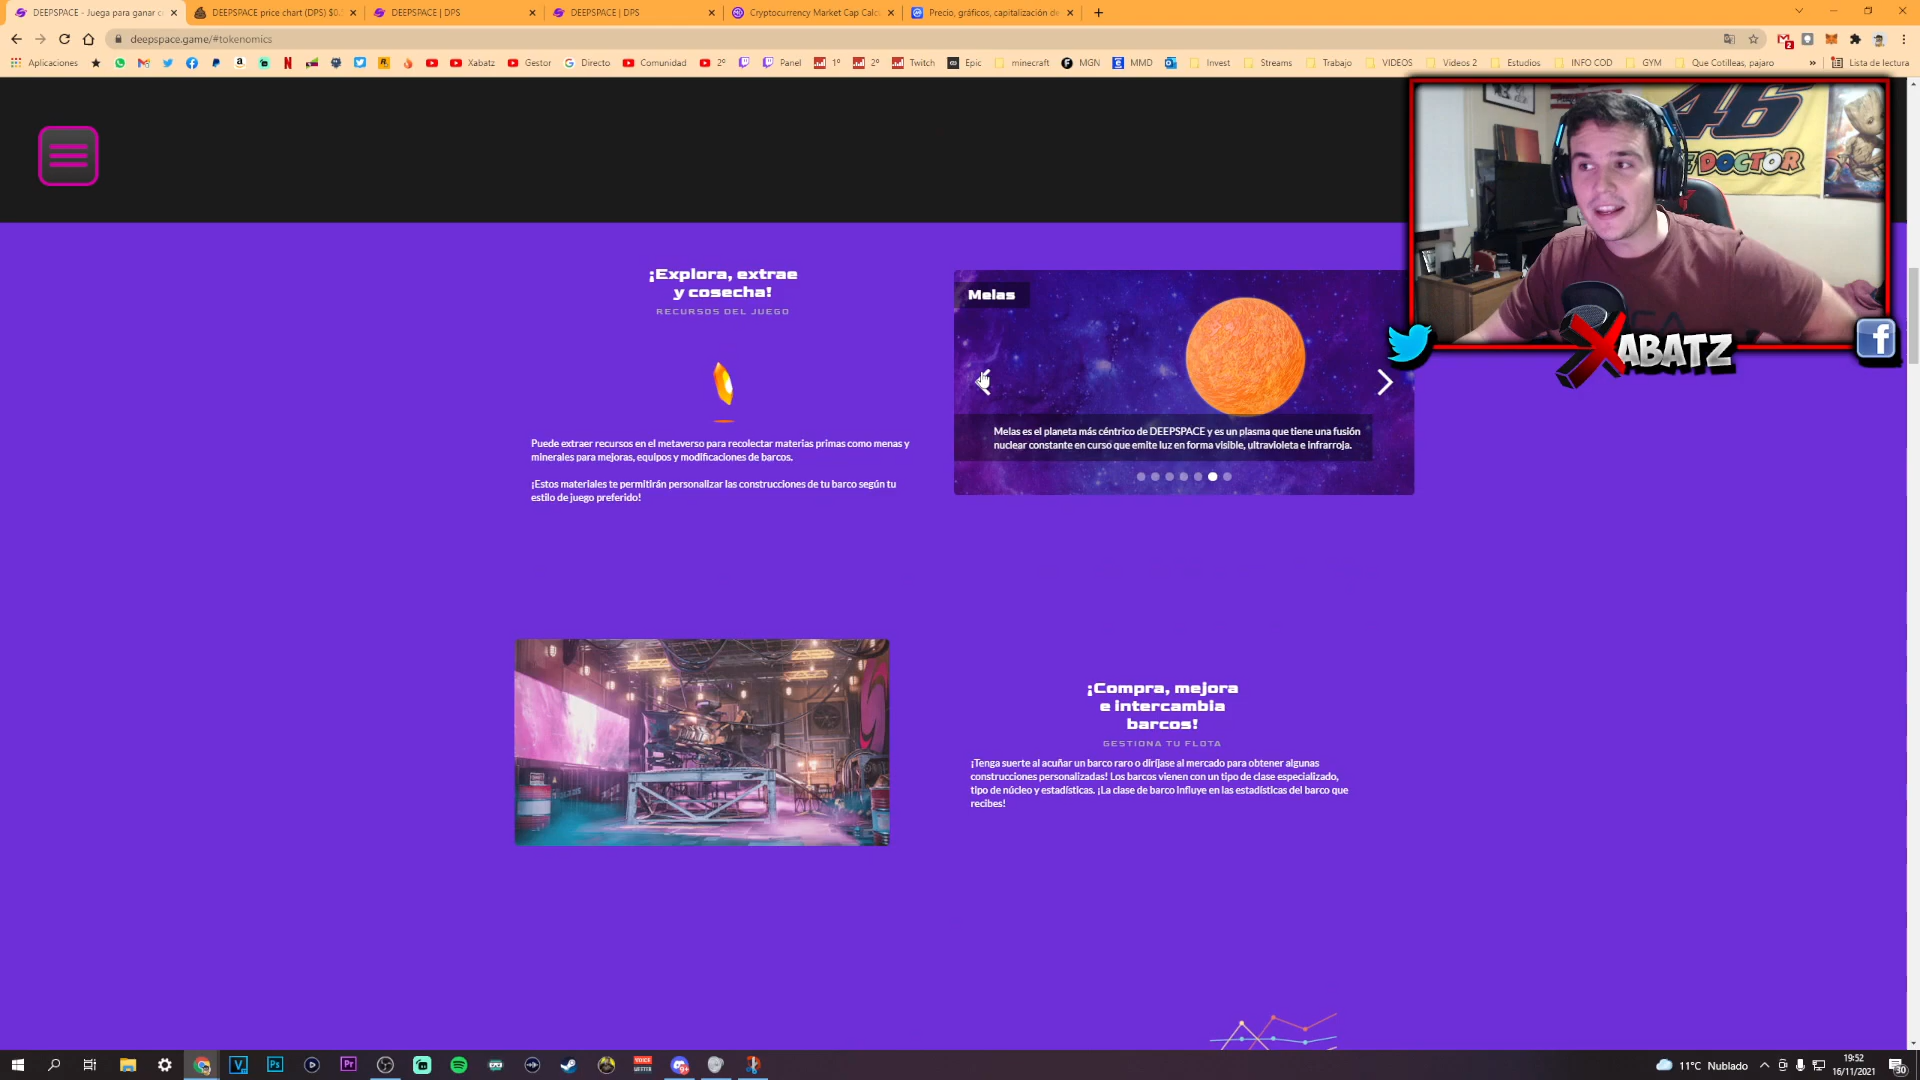 DEEPSPACE - Juega para ganar c
DEEPSPACE price chart (DPS) $0.
DEEPSPACE | DPS
DEEPSPACE | DPS
Cryptocurrency Market Cap Calc
Precio, gráficos, capitalización de
deepspace.game/#tokenomics
Aplicaciones
Xabatz
Gestor
Directo
Comunidad
2º
Panel
1º
2º
Twitch
Epic
minecraft
MGN
MMD
Invest
Streams
Trabajo
VIDEOS
Videos 2
Estudios
INFO COD
GYM
Que Cotilleas, pajaro
»
Lista de lectura
46
DOCTOR
XABATZ
¡Explora, extrae
y cosecha!
RECURSOS DEL JUEGO
Puede extraer recursos en el metaverso para recolectar materias primas como menas y
minerales para mejoras, equipos y modificaciones de barcos.
¡Estos materiales te permitirán personalizar las construcciones de tu barco según tu
estilo de juego preferido!
Melas
Melas es el planeta más céntrico de DEEPSPACE y es un plasma que tiene una fusión
nuclear constante en curso que emite luz en forma visible, ultravioleta e infrarroja.
¡Compra, mejora
e intercambia
barcos!
GESTIONA TU FLOTA
¡Tenga suerte al acuñar un barco raro o diríjase al mercado para obtener algunas
construcciones personalizadas! Los barcos vienen con un tipo de clase especializado,
tipo de núcleo y estadísticas. ¡La clase de barco influye en las estadísticas del barco que
recibes!
11°C Nublado
19:52
16/11/2021
30